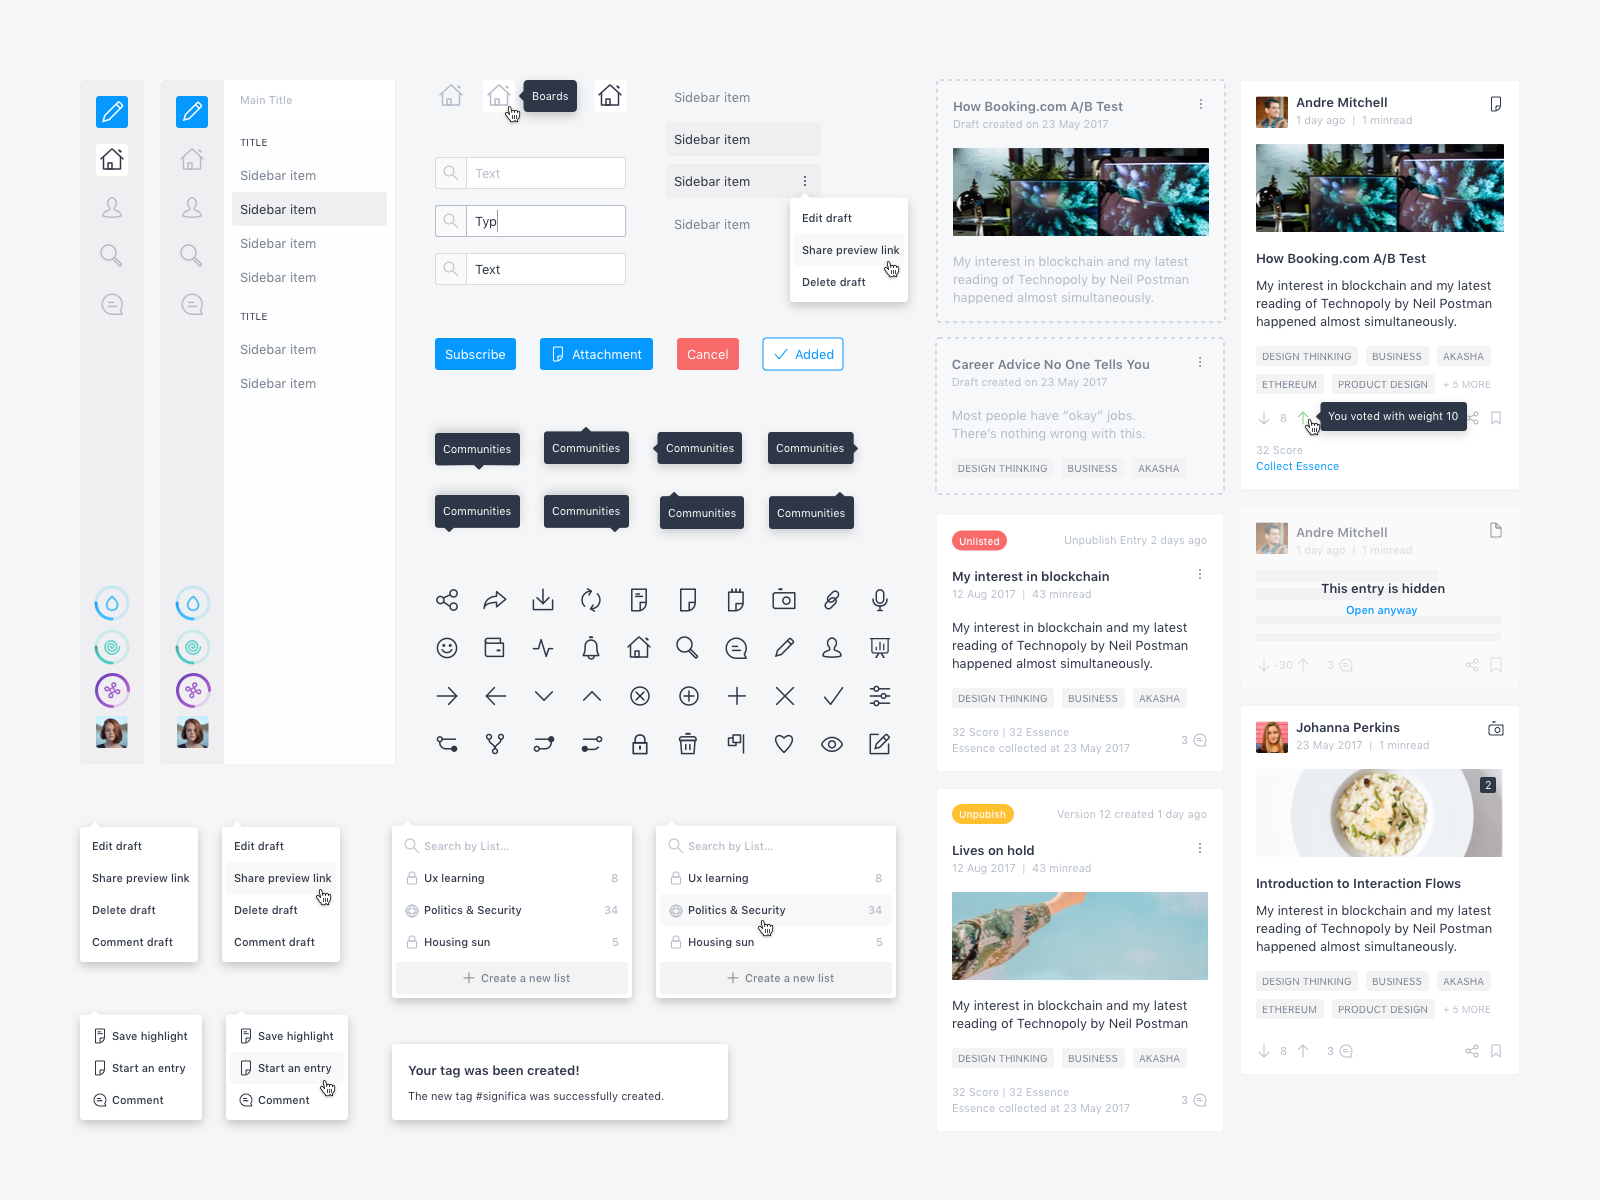 Main Title
TITLE
Sidebar item
Sidebar item
Sidebar item
Sidebar item
TITLE
Sidebar item
Sidebar item
Boards
Text
Typ
Text
Sidebar item
Sidebar item
Sidebar item
Sidebar item
Edit draft
Share preview link
Delete draft
Subscribe
Attachment
Cancel
Added
Communities
Communities
Communities
Communities
Communities
Communities
Communities
Communities
Edit draft
Share preview link
Delete draft
Comment draft
Edit draft
Share preview link
Delete draft
Comment draft
Save highlight
Start an entry
Comment
Save highlight
Start an entry
Comment
Search by List...
Ux learning 8
Politics & Security 34
Housing sun 5
Create a new list
Search by List...
Ux learning 8
Politics & Security 34
Housing sun 5
Create a new list
Your tag was been created!
The new tag #significa was successfully created.
How Booking.com A/B Test
Draft created on 23 May 2017
My interest in blockchain and my latest
reading of Technopoly by Neil Postman
happened almost simultaneously.
Career Advice No One Tells You
Draft created on 23 May 2017
Most people have “okay” jobs.
There’s nothing wrong with this.
DESIGN THINKING BUSINESS AKASHA
Unlisted Unpublish Entry 2 days ago
My interest in blockchain
12 Aug 2017 | 43 minread
My interest in blockchain and my latest
reading of Technopoly by Neil Postman
happened almost simultaneously.
DESIGN THINKING BUSINESS AKASHA
32 Score | 32 Essence
Essence collected at 23 May 2017 3
Unpubish Version 12 created 1 day ago
Lives on hold
12 Aug 2017 | 43 minread
My interest in blockchain and my latest
reading of Technopoly by Neil Postman
DESIGN THINKING BUSINESS AKASHA
32 Score | 32 Essence
Essence collected at 23 May 2017 3
Andre Mitchell
1 day ago | 1 minread
How Booking.com A/B Test
My interest in blockchain and my latest
reading of Technopoly by Neil Postman
happened almost simultaneously.
DESIGN THINKING BUSINESS AKASHA
ETHEREUM PRODUCT DESIGN + 5 MORE
8 You voted with weight 10
32 Score
Collect Essence
Andre Mitchell
1 day ago | 1 minread
This entry is hidden
Open anyway
-30 3
Johanna Perkins
23 May 2017 | 1 minread
2
Introduction to Interaction Flows
My interest in blockchain and my latest
reading of Technopoly by Neil Postman
happened almost simultaneously.
DESIGN THINKING BUSINESS AKASHA
ETHEREUM PRODUCT DESIGN + 5 MORE
8 3